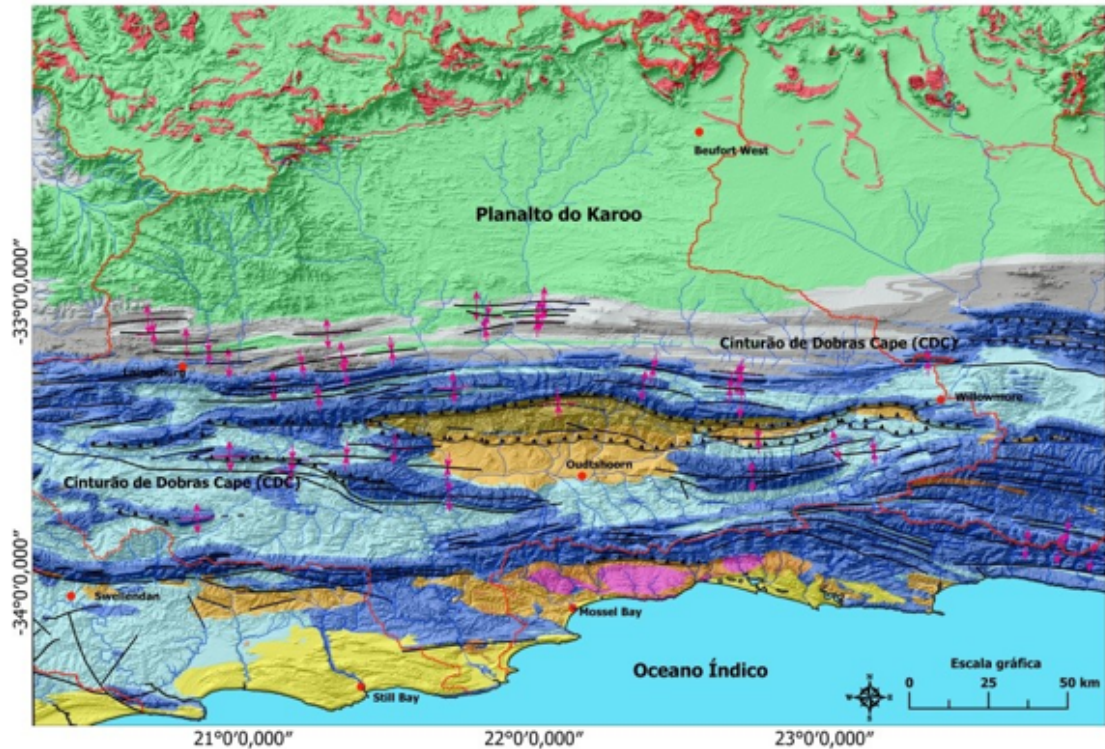 Beufort West
Planalto do Karoo
-33°0'0,000"
Cinturão de Dobras Cape (CDC)
Willowmore
Oudtshoorn
Cinturão de Dobras Cape (CDC)
-34°0'0,000"
Swellendan
Mossel Bay
Still Bay
Oceano Índico
Escala gráfica
N
0 25 50 km
21°0'0,000" 22°0'0,000" 23°0'0,000"